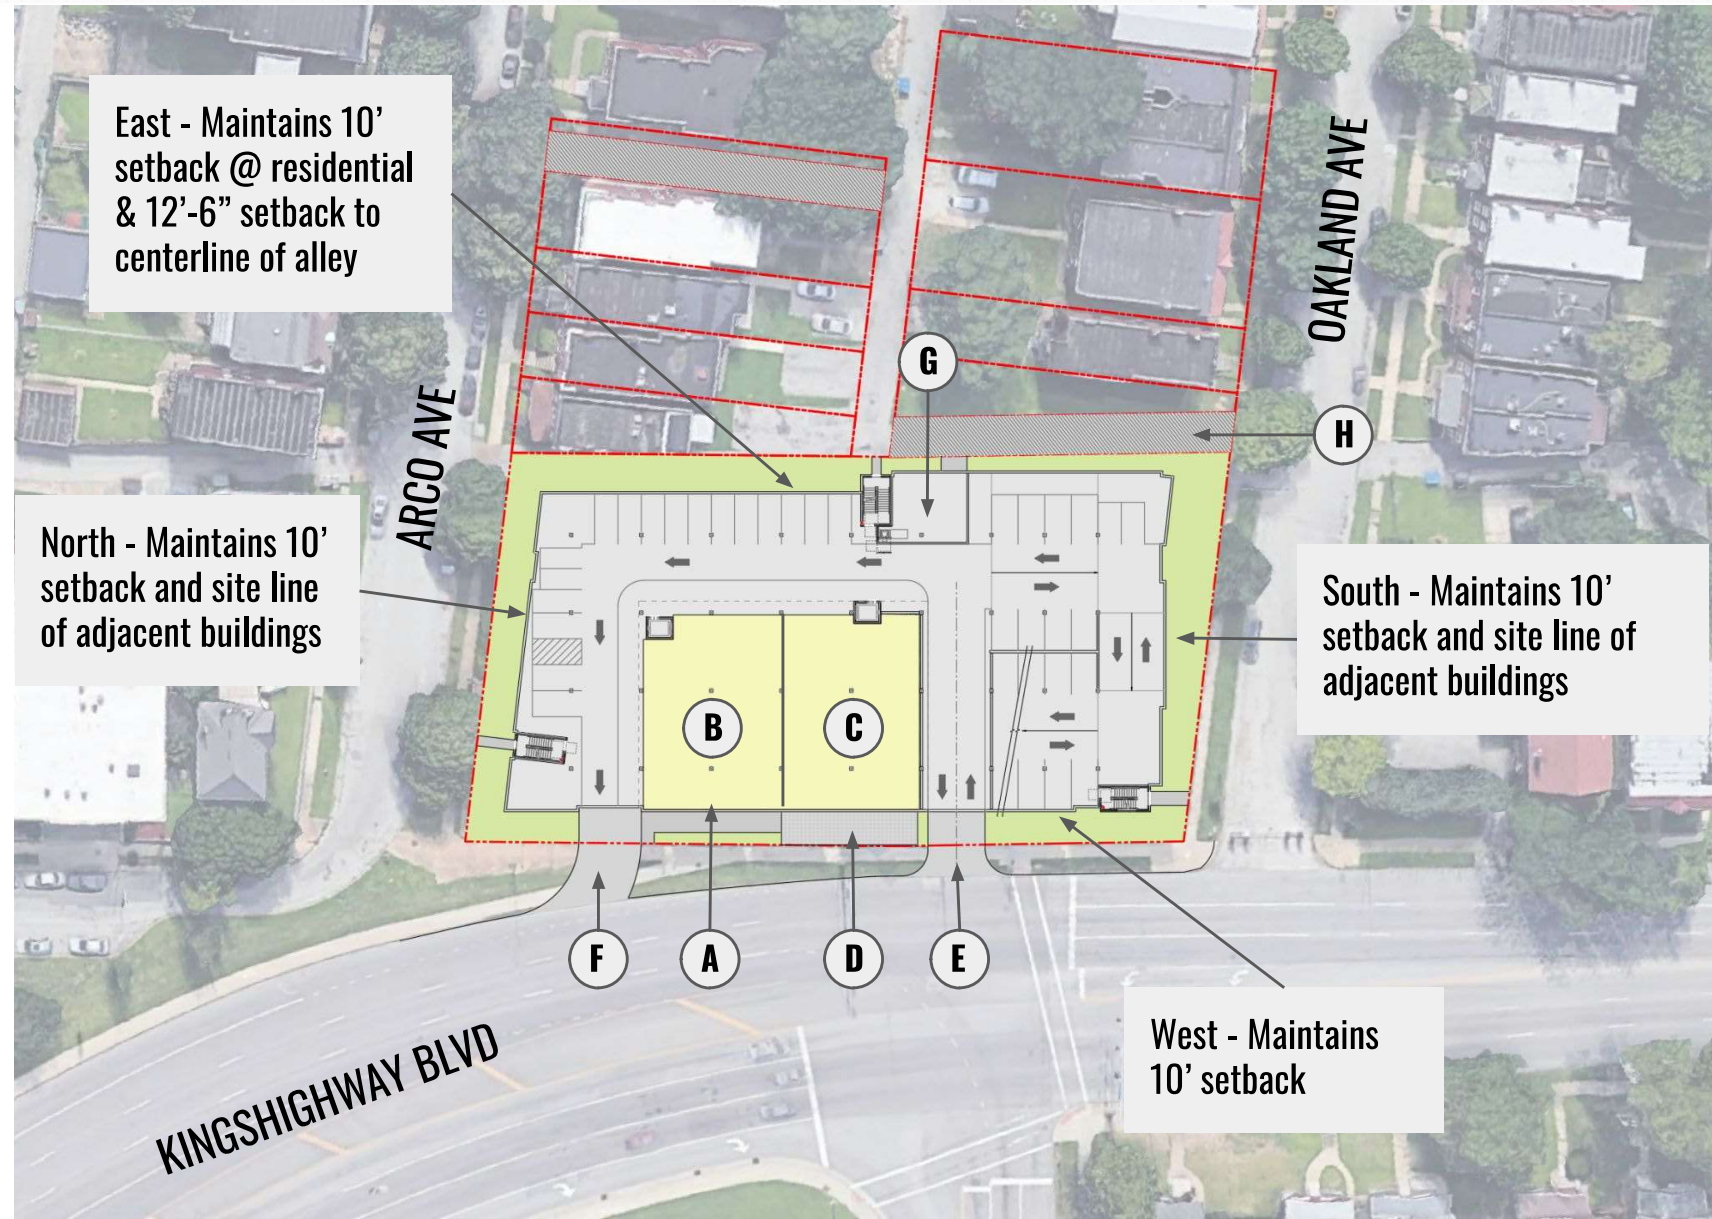 East - Maintains 10’
setback @ residential
& 12’-6” setback to
centerline of alley
OAKLAND AVE
G
H
ARCO AVE
North - Maintains 10’
setback and site line
of adjacent buildings
South - Maintains 10’
setback and site line of
adjacent buildings
B
C
F
A
D
E
West - Maintains
10’ setback
KINGSHIGHWAY BLVD